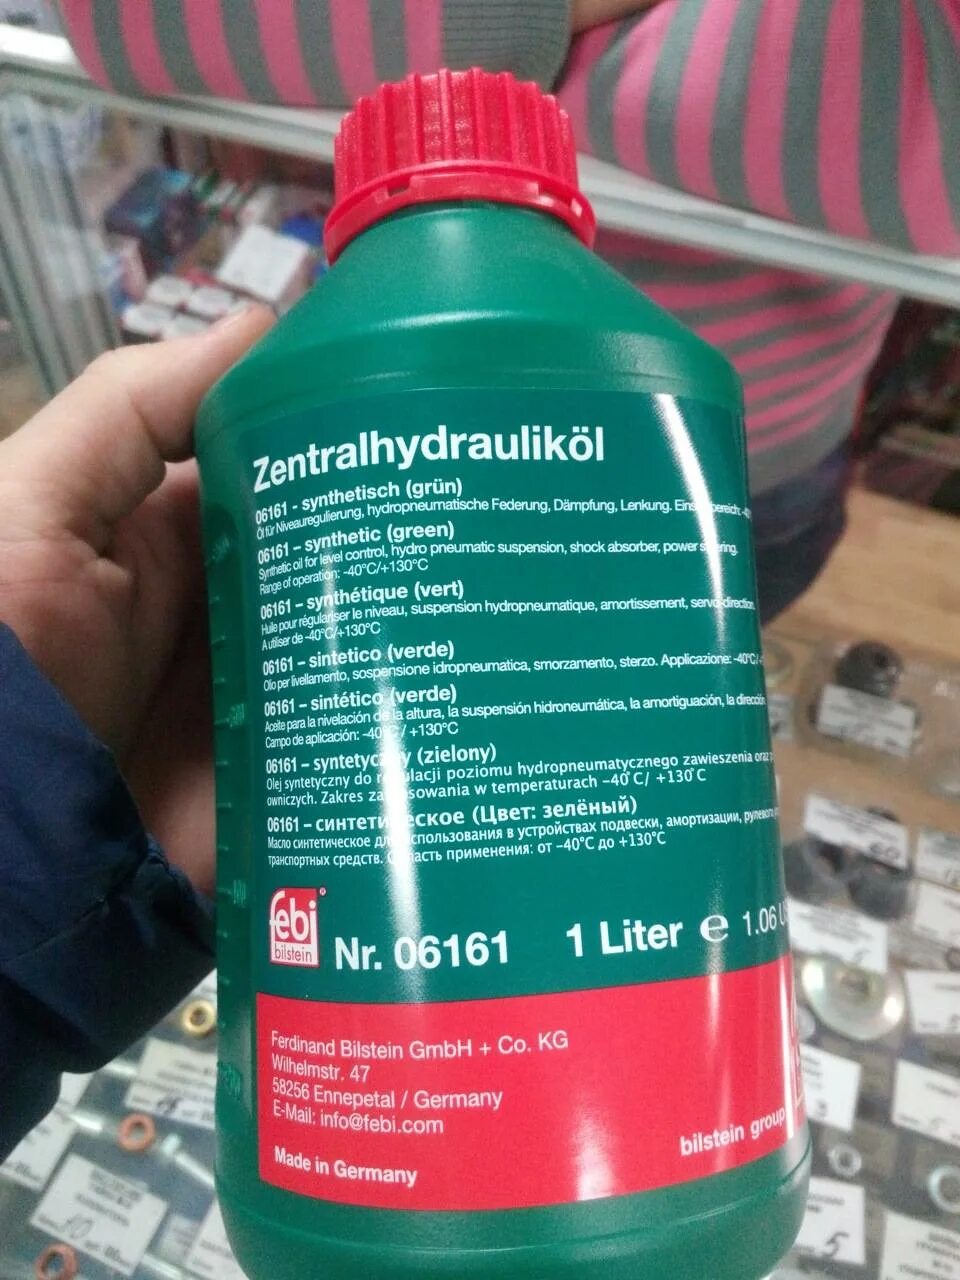 Zentralhydrauliköl
06161 - synthetisch (grün)
Öl für Niveauregulierung, hydropneumatische Federung, Dämpfung, Lenkung.
06161 – synthetic (green)
Synthetic oil for level control, hydro pneumatic suspension, shock absorber, power
Range of operation: -40°C/+130°C
06161 – synthétique (vert)
Huile pour régulariser le niveau, suspension hydropneumatique, amortissement, servo-direction
A utiliser de -40°C/+130°C
06161 – sintetico (verde)
Olio per livellamento, sospensione idropneumatica, smorzamento, sterzo. Applicazione: -40°C/
06161 – sintético (verde)
Aceite para la nivelación de la altura, la suspensión hidroneumática, la amortiguación, la dirección
Campo de aplicación: -40°C / +130°C
06161 – syntetyczny (zielony)
Olej syntetyczny do regulacji poziomu hydropneumatycznego zawieszenia oraz
owniczych. Zakres zastosowania w temperaturach -40°C/ +130°C
06161 – синтетическое (Цвет: зелёный)
Масло синтетическое для использования в устройствах подвески, амортизации,
транспортных средств. Область применения: от -40°C до +130°C
febi®
bilstein
Nr. 06161 1 Liter e 1.06
Ferdinand Bilstein GmbH + Co. KG
Wilhelmstr. 47
58256 Ennepetal / Germany
E-Mail: info@febi.com
Made in Germany
bilstein group